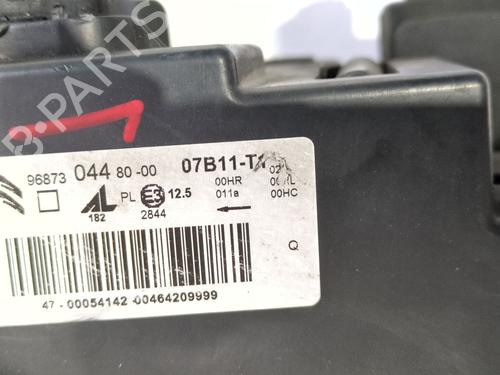 B-PARTS
96873 044 80-00 07B11-T
AL PL E3 12.5 00HR 02
182 2844 011a 00HC
Q
47-00054142-00464209999